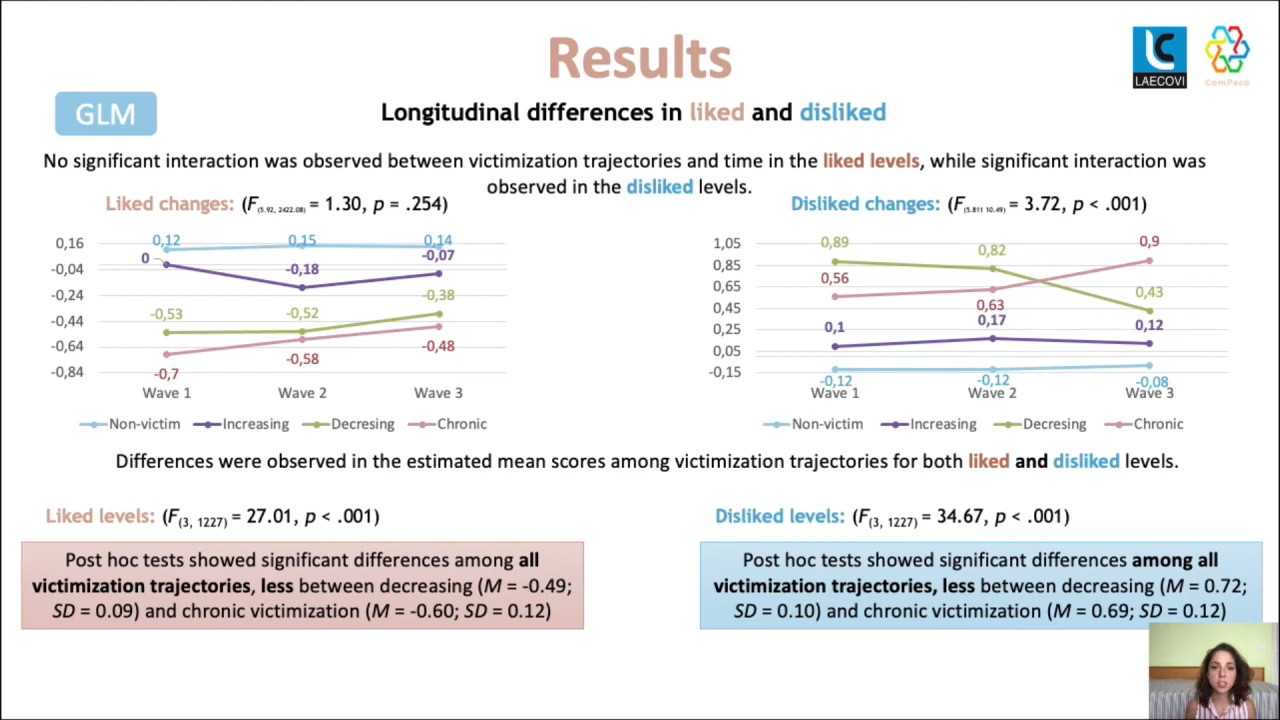 Results
LAECOVI
ComPaco
GLM
Longitudinal differences in liked and disliked
No significant interaction was observed between victimization trajectories and time in the liked levels, while significant interaction was
observed in the disliked levels.
Liked changes: (F(5.92, 2422.08) = 1.30, p = .254)
0,16
-0,04
-0,24
-0,44
-0,64
-0,84
0,12
0,15
0,14
0
-0,18
-0,07
-0,53
-0,52
-0,38
-0,7
-0,58
-0,48
Wave 1
Wave 2
Wave 3
Non-victim
Increasing
Decresing
Chronic
Disliked changes: (F(5.811 10.49) = 3.72, p < .001)
1,05
0,85
0,65
0,45
0,25
0,05
-0,15
0,89
0,82
0,9
0,56
0,63
0,43
0,1
0,17
0,12
-0,12
-0,12
-0,08
Wave 1
Wave 2
Wave 3
Non-victim
Increasing
Decresing
Chronic
Differences were observed in the estimated mean scores among victimization trajectories for both liked and disliked levels.
Liked levels: (F(3, 1227) = 27.01, p < .001)
Post hoc tests showed significant differences among all
victimization trajectories, less between decreasing (M = -0.49;
SD = 0.09) and chronic victimization (M = -0.60; SD = 0.12)
Disliked levels: (F(3, 1227) = 34.67, p < .001)
Post hoc tests showed significant differences among all
victimization trajectories, less between decreasing (M = 0.72;
SD = 0.10) and chronic victimization (M = 0.69; SD = 0.12)